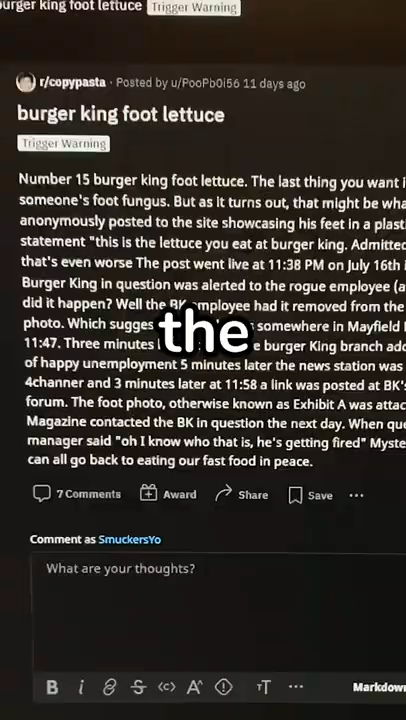 burger king foot lettuce Trigger Warning
r/copypasta · Posted by u/PooPb0i56 11 days ago
burger king foot lettuce
Trigger Warning
Number 15 burger king foot lettuce. The last thing you want i
someone's foot fungus. But as it turns out, that might be wha
anonymously posted to the site showcasing his feet in a plasti
statement "this is the lettuce you eat at burger king. Admitted
that's even worse The post went live at 11:38 PM on July 16th i
Burger King in question was alerted to the rogue employee (a
did it happen? Well the BK employee had it removed from the
photo. Which sugges the somewhere in Mayfield
11:47. Three minutes burger King branch add
of happy unemployment 5 minutes later the news station was
4channer and 3 minutes later at 11:58 a link was posted at BK's
forum. The foot photo, otherwise known as Exhibit A was attac
Magazine contacted the BK in question the next day. When que
manager said "oh I know who that is, he's getting fired" Myste
can all go back to eating our fast food in peace.
7 Comments Award Share Save ...
Comment as SmuckersYo
What are your thoughts?
B i S <c> A^ T ... Markdown